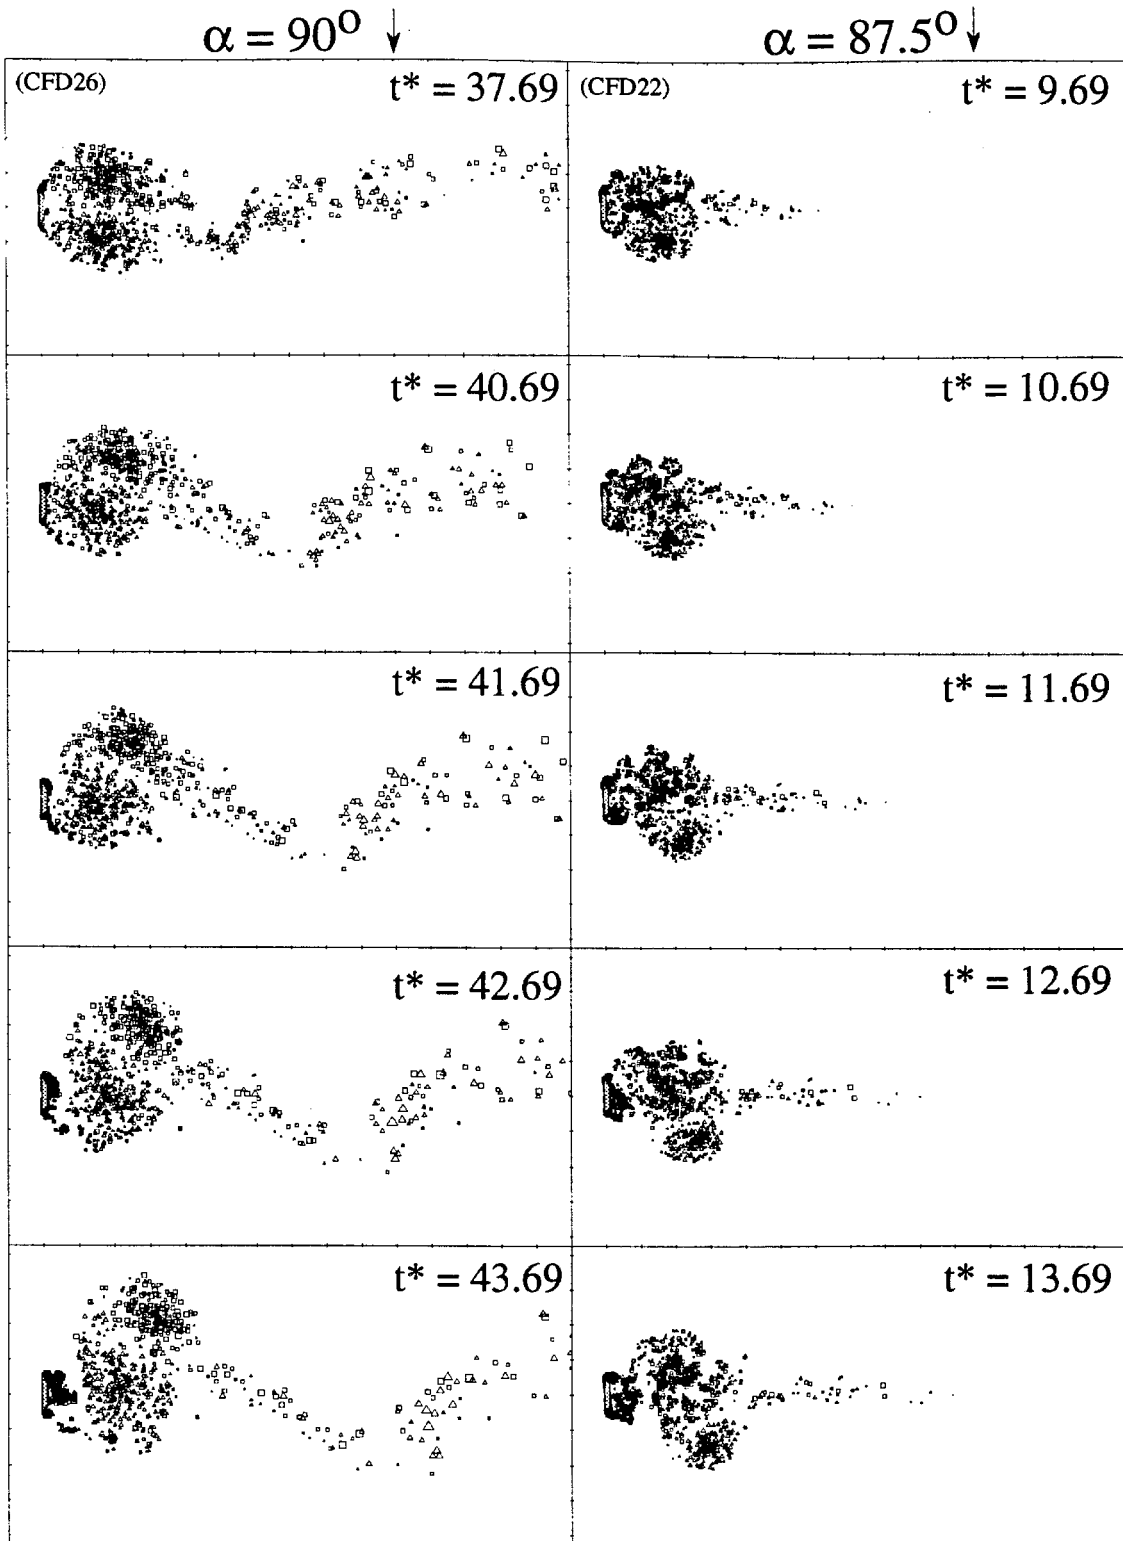 α = 90° ↓
α = 87.5° ↓
(CFD26)
t* = 37.69
(CFD22)
t* = 9.69
t* = 40.69
t* = 10.69
t* = 41.69
t* = 11.69
t* = 42.69
t* = 12.69
t* = 43.69
t* = 13.69